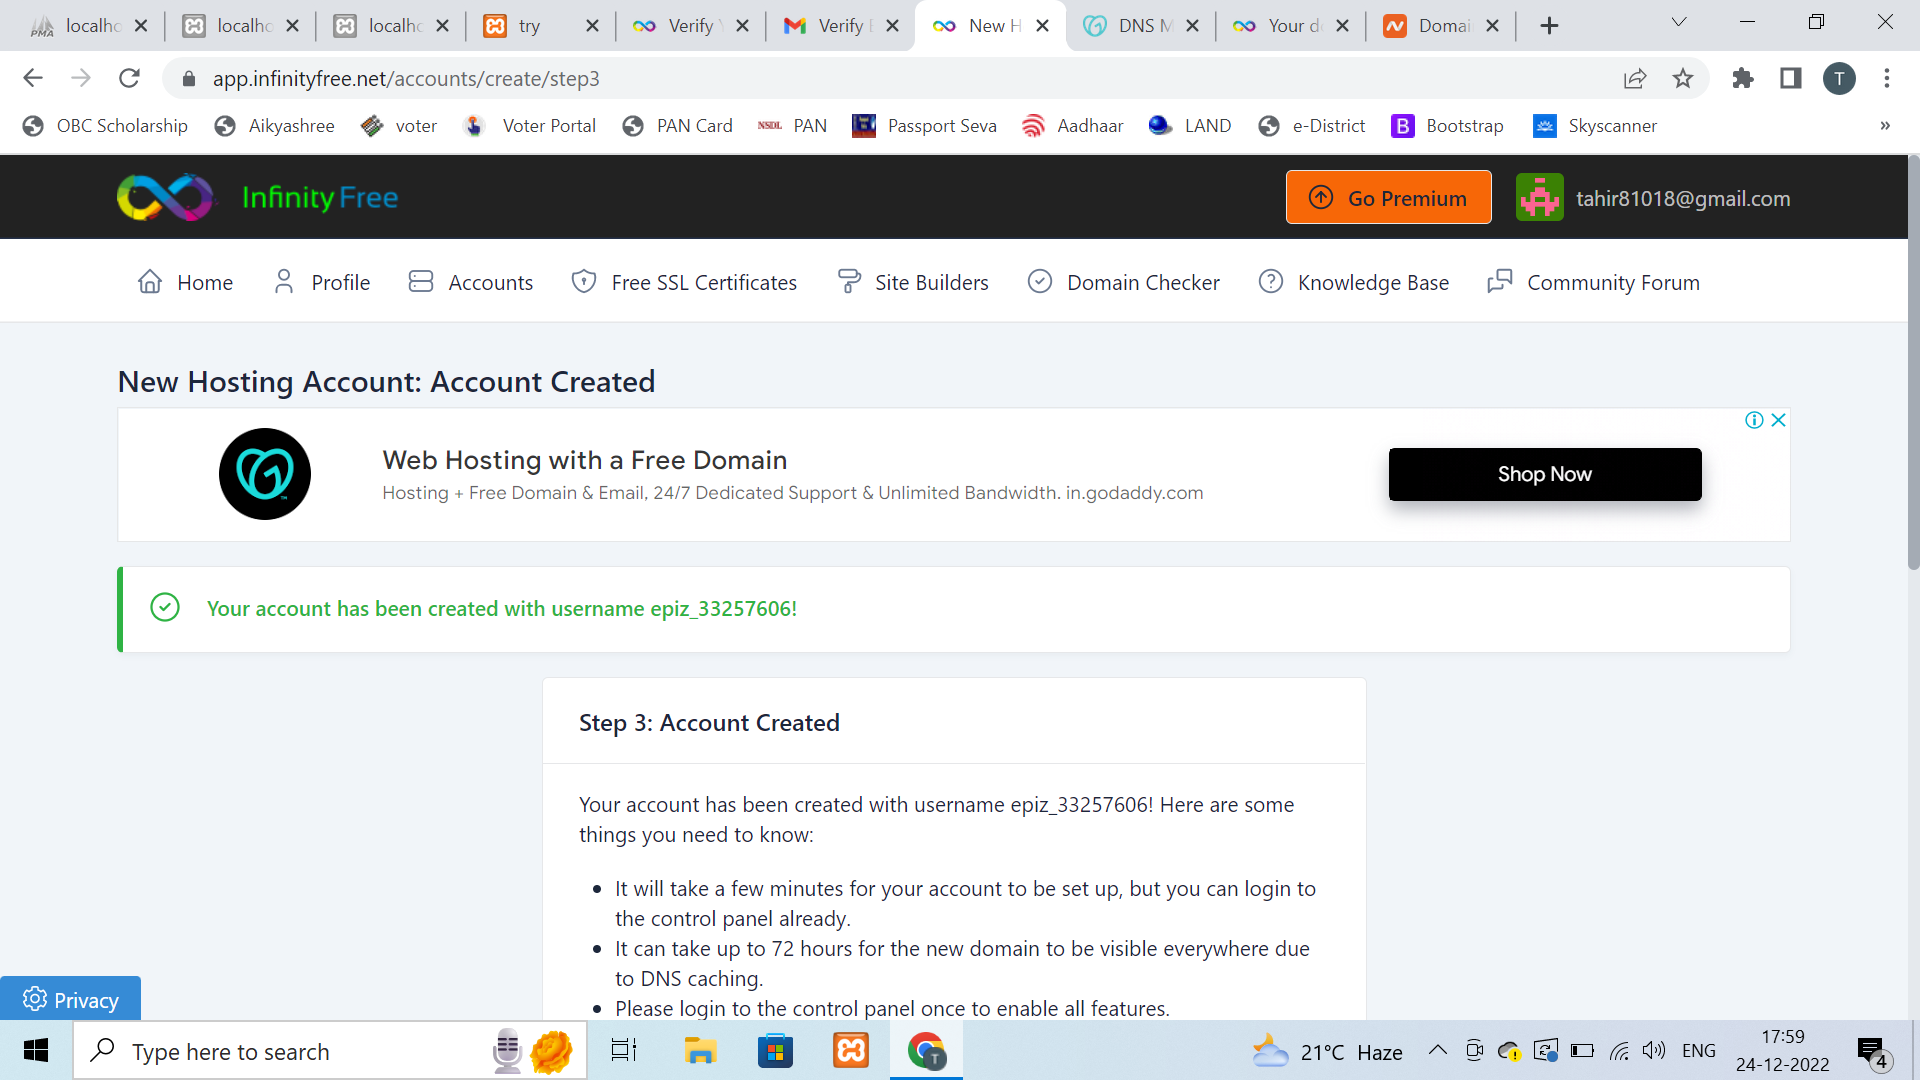 localho
localho
localho
try
Verify Y
Verify E
New H
DNS M
Your d
Domai
app.infinityfree.net/accounts/create/step3
T
OBC Scholarship
Aikyashree
voter
Voter Portal
PAN Card
NSDL PAN
Passport Seva
Aadhaar
LAND
e-District
B Bootstrap
Skyscanner
»
InfinityFree
Go Premium
tahir81018@gmail.com
Home
Profile
Accounts
Free SSL Certificates
Site Builders
Domain Checker
Knowledge Base
Community Forum
New Hosting Account: Account Created
Web Hosting with a Free Domain
Hosting + Free Domain & Email, 24/7 Dedicated Support & Unlimited Bandwidth. in.godaddy.com
Shop Now
Your account has been created with username epiz_33257606!
Step 3: Account Created
Your account has been created with username epiz_33257606! Here are some
things you need to know:
• It will take a few minutes for your account to be set up, but you can login to
the control panel already.
• It can take up to 72 hours for the new domain to be visible everywhere due
to DNS caching.
• Please login to the control panel once to enable all features.
Privacy
Type here to search
T
21°C Haze
ENG
17:59
24-12-2022
4